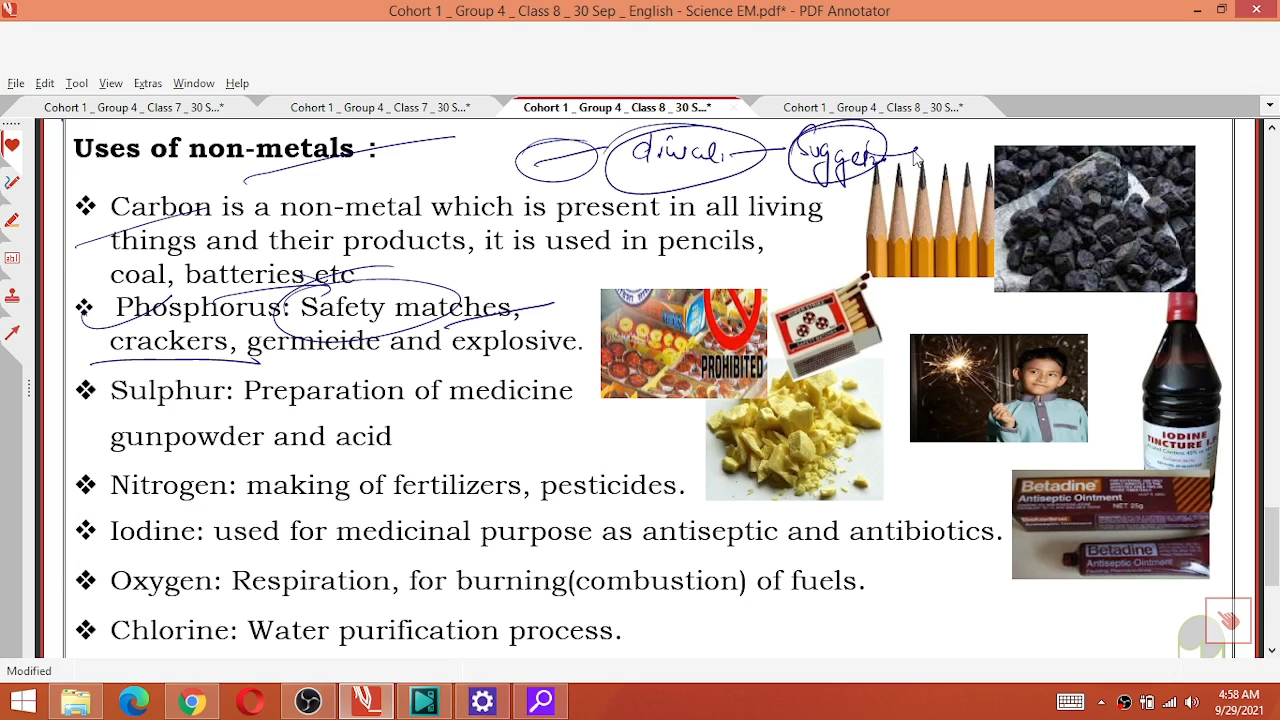 Cohort 1 _ Group 4 _ Class 8 _ 30 Sep _ English - Science EM.pdf* - PDF Annotator
File Edit Tool View Extras Window Help
Cohort 1 _ Group 4 _ Class 7 _ 30 S..." Cohort 1 _ Group 4 _ Class 7 _ 30 S..." Cohort 1 _ Group 4 _ Class 8 _ 30 S..." Cohort 1 _ Group 4 _ Class 8 _ 30 S..."
Uses of non-metals :
diwali
❖ Carbon is a non-metal which is present in all living
things and their products, it is used in pencils,
coal, batteries etc
❖ Phosphorus: Safety matches,
crackers, germicide and explosive.
PROHIBITED
❖ Sulphur: Preparation of medicine
gunpowder and acid
IODINE
TINCTURE
❖ Nitrogen: making of fertilizers, pesticides.
Betadine
Antiseptic Ointment
NET 25g
❖ Iodine: used for medicinal purpose as antiseptic and antibiotics.
Betadine
Antiseptic Ointment
❖ Oxygen: Respiration, for burning(combustion) of fuels.
❖ Chlorine: Water purification process.
Modified
4:58 AM
9/29/2021